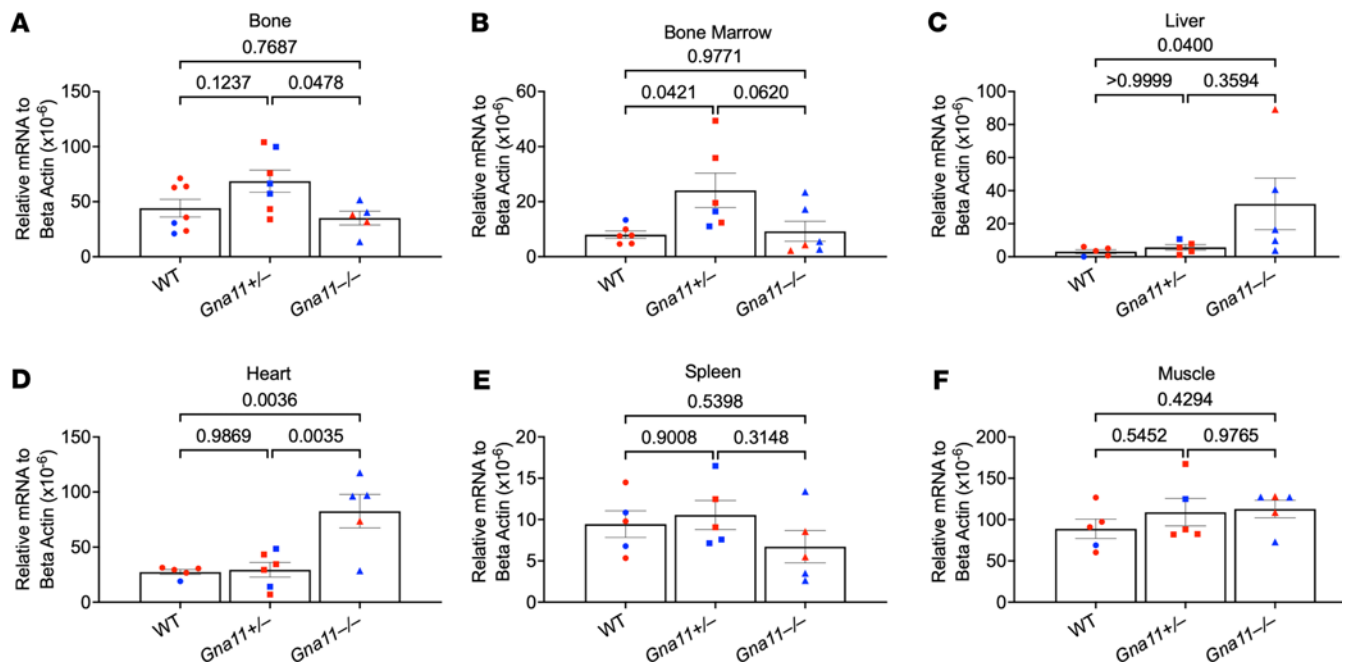 A
Bone
0.7687
0.1237 0.0478
Relative mRNA to
Beta Actin (x10-6)
150
100
50
0
WT
Gna11+/–
Gna11–/–
B
Bone Marrow
0.9771
0.0421 0.0620
Relative mRNA to
Beta Actin (x10-6)
60
40
20
0
WT
Gna11+/–
Gna11–/–
C
Liver
0.0400
>0.9999 0.3594
Relative mRNA to
Beta Actin (x10-6)
100
80
60
40
20
0
WT
Gna11+/–
Gna11–/–
D
Heart
0.0036
0.9869 0.0035
Relative mRNA to
Beta Actin (x10-6)
150
100
50
0
WT
Gna11+/–
Gna11–/–
E
Spleen
0.5398
0.9008 0.3148
Relative mRNA to
Beta Actin (x10-6)
20
15
10
5
0
WT
Gna11+/–
Gna11–/–
F
Muscle
0.4294
0.5452 0.9765
Relative mRNA to
Beta Actin (x10-6)
200
150
100
50
0
WT
Gna11+/–
Gna11–/–